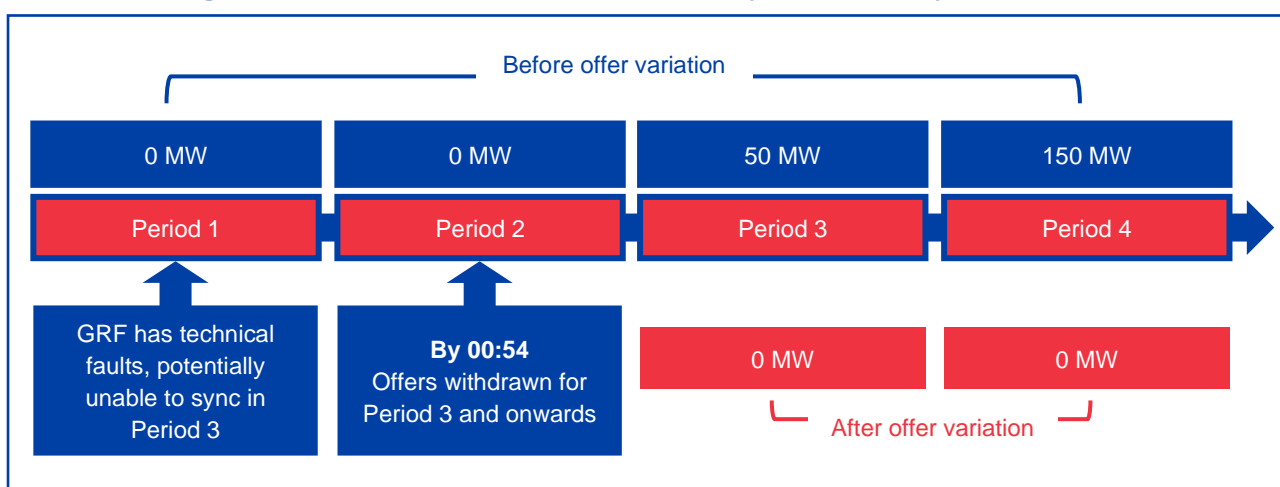 Before offer variation
0 MW
0 MW
50 MW
150 MW
Period 1
Period 2
Period 3
Period 4
GRF has technical
faults, potentially
unable to sync in
Period 3
By 00:54
Offers withdrawn for
Period 3 and onwards
0 MW
0 MW
After offer variation